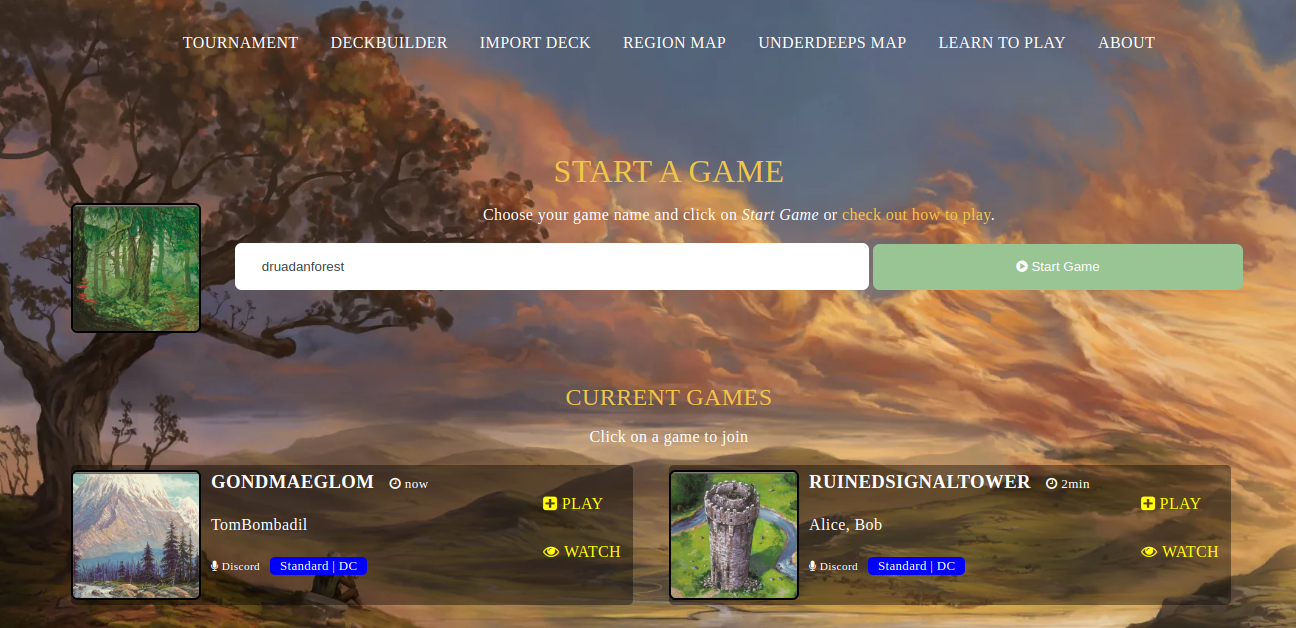 TOURNAMENT DECKBUILDER IMPORT DECK REGION MAP UNDERDEEPS MAP LEARN TO PLAY ABOUT
START A GAME
Choose your game name and click on Start Game or check out how to play.
druadanforest
Start Game
CURRENT GAMES
Click on a game to join
GONDMAEGLOM now
PLAY
TomBombadil
WATCH
Discord Standard | DC
RUINEDSIGNALTOWER 2min
PLAY
Alice, Bob
WATCH
Discord Standard | DC